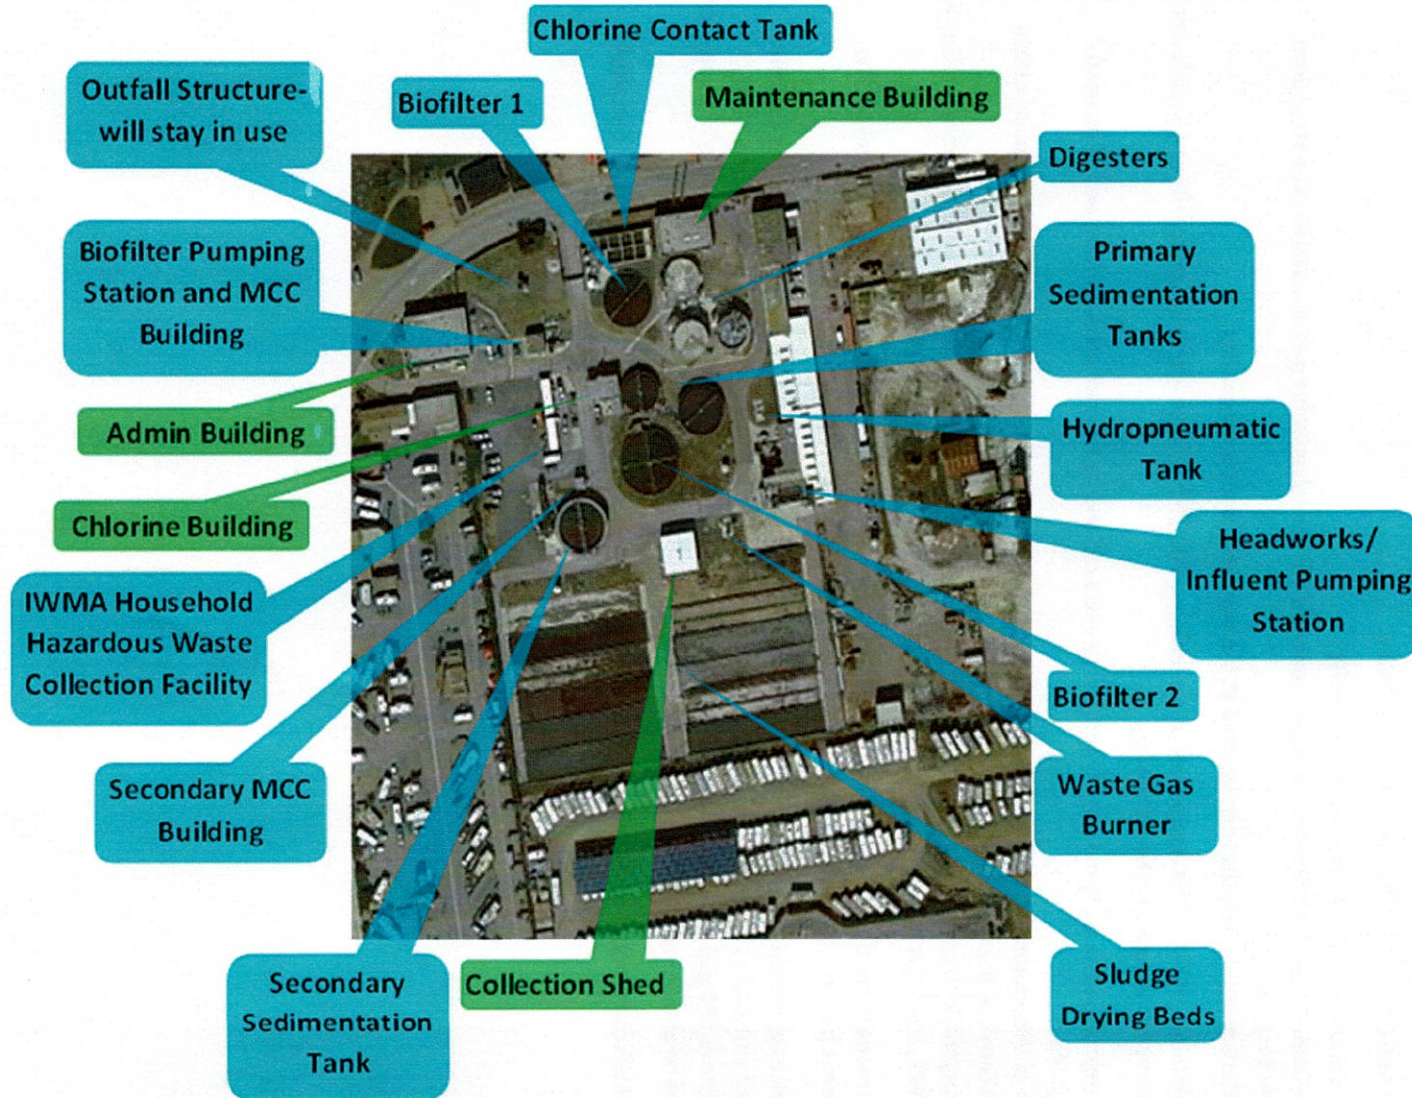 Chlorine Contact Tank
Outfall Structure-
will stay in use
Biofilter 1
Maintenance Building
Digesters
Biofilter Pumping
Station and MCC
Building
Primary
Sedimentation
Tanks
Admin Building
Hydropneumatic
Tank
Chlorine Building
Headworks/
Influent Pumping
Station
1
IWMA Household
Hazardous Waste
Collection Facility
Biofilter 2
Secondary MCC
Building
Waste Gas
Burner
Secondary
Sedimentation
Tank
Collection Shed
Sludge
Drying Beds